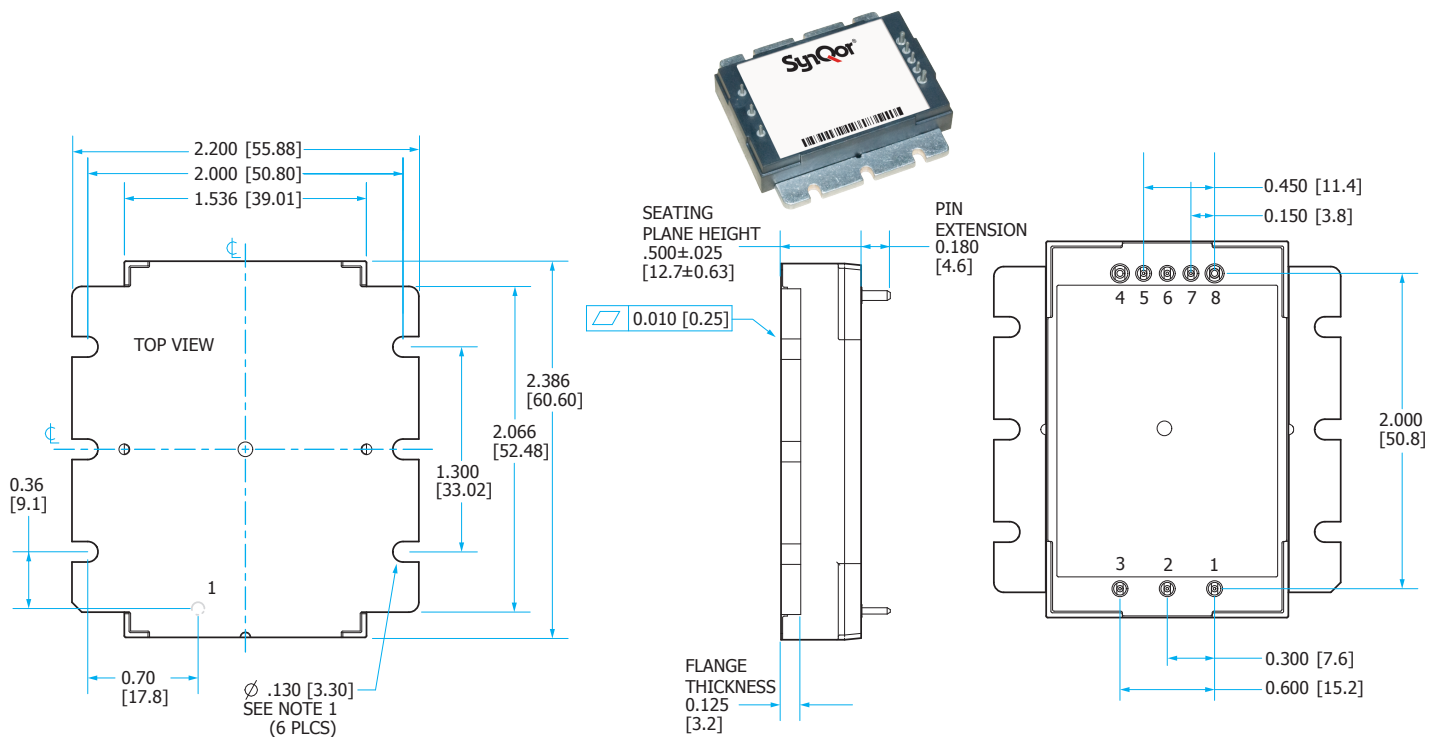 SynQor
2.200 [55.88]
2.000 [50.80]
1.536 [39.01]
℄
TOP VIEW
℄
2.386
[60.60]
2.066
[52.48]
1.300
[33.02]
0.36
[9.1]
1
0.70
[17.8]
∅ .130 [3.30]
SEE NOTE 1
(6 PLCS)
SEATING
PLANE HEIGHT
.500±.025
[12.7±0.63]
PIN
EXTENSION
0.180
[4.6]
⏥ 0.010 [0.25]
FLANGE
THICKNESS
0.125
[3.2]
0.450 [11.4]
0.150 [3.8]
4 5 6 7 8
2.000
[50.8]
3 2 1
0.300 [7.6]
0.600 [15.2]